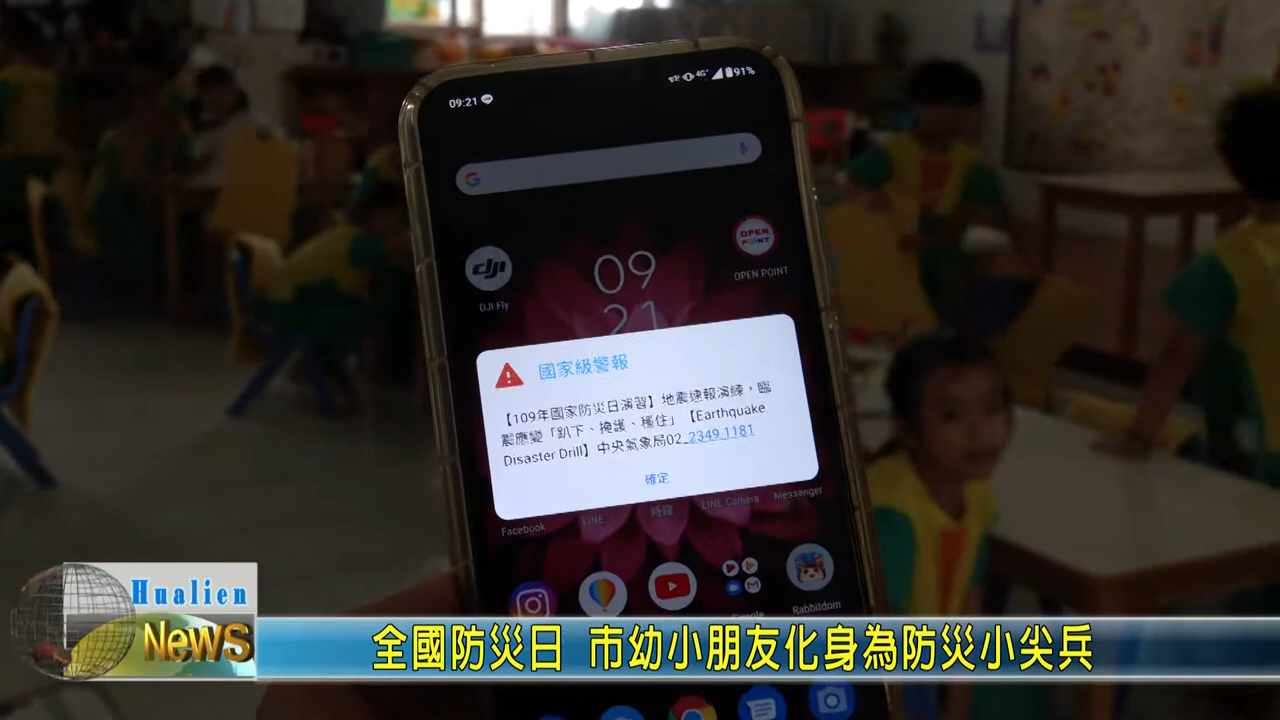 09:21
4G+
91%
G
OPEN
POINT
OPEN POINT
dji
DJI Fly
09
21
國家級警報
【109年國家防災日演習】地震速報演練，臨
震應變「趴下、掩護、穩住」【Earthquake
Disaster Drill】中央氣象局02_2349 1181
確定
Facebook
LINE
時鐘
LINE Camera
Messenger
Google
Rabbitdom
Hualien
News
全國防災日 市幼小朋友化身為防災小尖兵